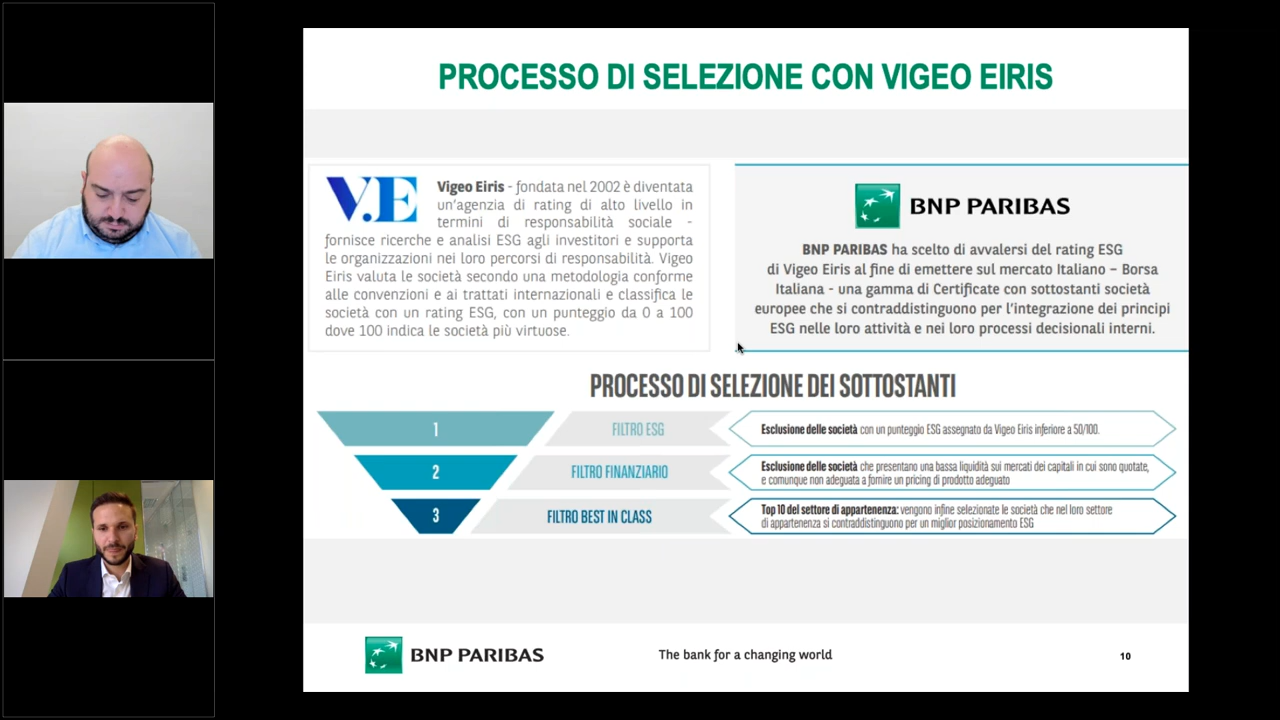 PROCESSO DI SELEZIONE CON VIGEO EIRIS
V.E
Vigeo Eiris - fondata nel 2002 è diventata
un'agenzia di rating di alto livello in
termini di responsabilità sociale -
fornisce ricerche e analisi ESG agli investitori e supporta
le organizzazioni nei loro percorsi di responsabilità. Vigeo
Eiris valuta le società secondo una metodologia conforme
alle convenzioni e ai trattati internazionali e classifica le
società con un rating ESG, con un punteggio da 0 a 100
dove 100 indica le società più virtuose.
BNP PARIBAS
BNP PARIBAS ha scelto di avvalersi del rating ESG
di Vigeo Eiris al fine di emettere sul mercato Italiano – Borsa
Italiana - una gamma di Certificate con sottostanti società
europee che si contraddistinguono per l'integrazione dei principi
ESG nelle loro attività e nei loro processi decisionali interni.
PROCESSO DI SELEZIONE DEI SOTTOSTANTI
1
FILTRO ESG
Esclusione delle società con un punteggio ESG assegnato da Vigeo Eiris inferiore a 50/100.
2
FILTRO FINANZIARIO
Esclusione delle società che presentano una bassa liquidità sui mercati dei capitali in cui sono quotate,
e comunque non adeguata a fornire un pricing di prodotto adeguato
3
FILTRO BEST IN CLASS
Top 10 del settore di appartenenza: vengono infine selezionate le società che nel loro settore
di appartenenza si contraddistinguono per un miglior posizionamento ESG
BNP PARIBAS
The bank for a changing world
10